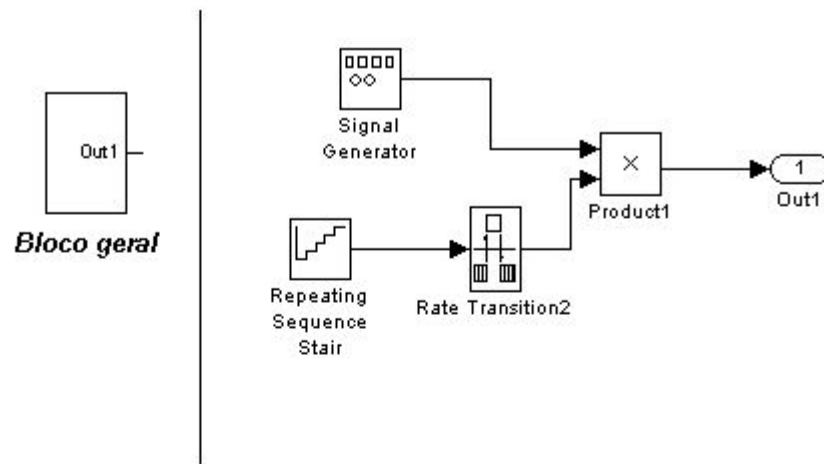 Out1
Bloco geral
Signal
Generator
Repeating
Sequence
Stair
Rate Transition2
×
Product1
1
Out1